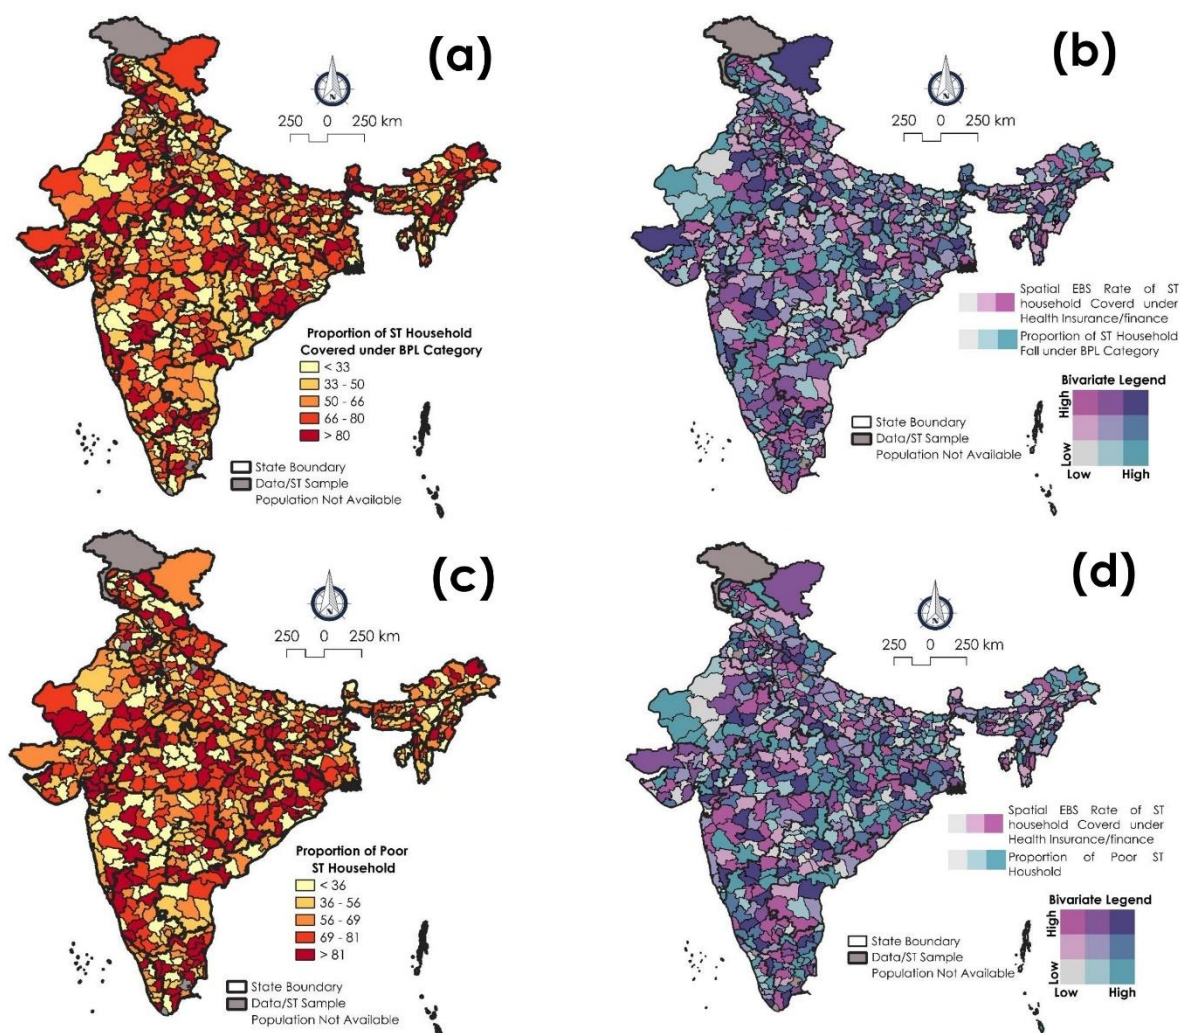 (a)
N
250 0 250 km
Proportion of ST Household
Covered under BPL Category
< 33
33 - 50
50 - 66
66 - 80
> 80
State Boundary
Data/ST Sample
Population Not Available
(b)
N
250 0 250 km
Spatial EBS Rate of ST
household Coverd under
Health Insurance/finance
Proportion of ST Household
Fall under BPL Category
Bivariate Legend
High
Low
Low High
State Boundary
Data/ST Sample
Population Not Available
(c)
N
250 0 250 km
Proportion of Poor
ST Household
< 36
36 - 56
56 - 69
69 - 81
> 81
State Boundary
Data/ST Sample
Population Not Available
(d)
N
250 0 250 km
Spatial EBS Rate of ST
household Coverd under
Health Insurance/finance
Proportion of Poor ST
Houshold
Bivariate Legend
High
Low
Low High
State Boundary
Data/ST Sample
Population Not Available